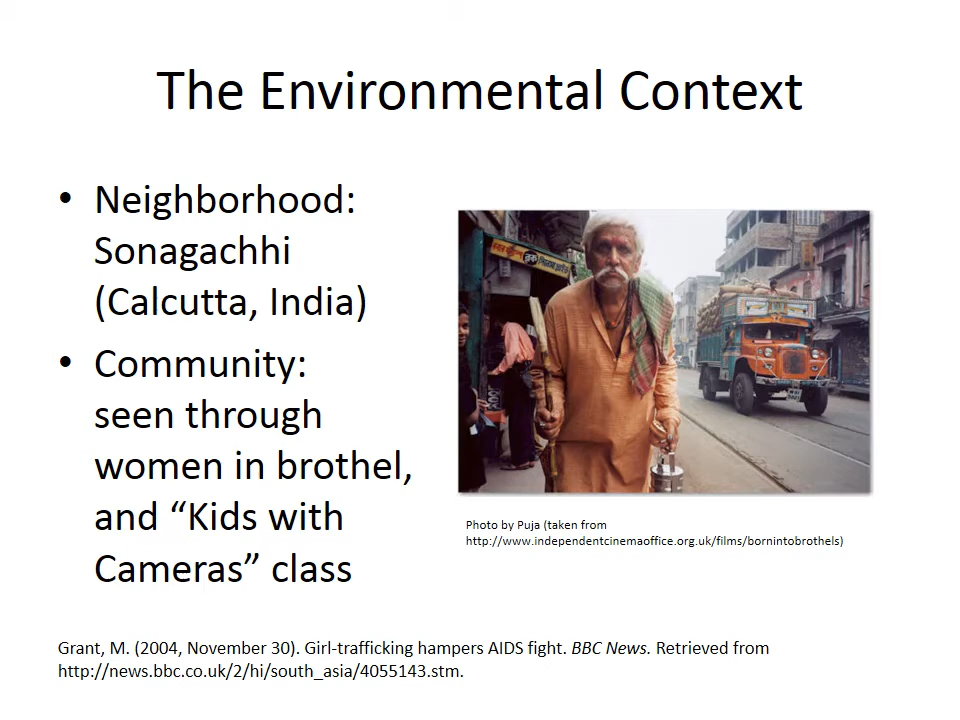 The Environmental Context
• Neighborhood:
Sonagachhi
(Calcutta, India)
• Community:
seen through
women in brothel,
and “Kids with
Cameras” class
Photo by Puja (taken from
http://www.independentcinemaoffice.org.uk/films/bornintobrothels)
Grant, M. (2004, November 30). Girl-trafficking hampers AIDS fight. BBC News. Retrieved from
http://news.bbc.co.uk/2/hi/south_asia/4055143.stm.